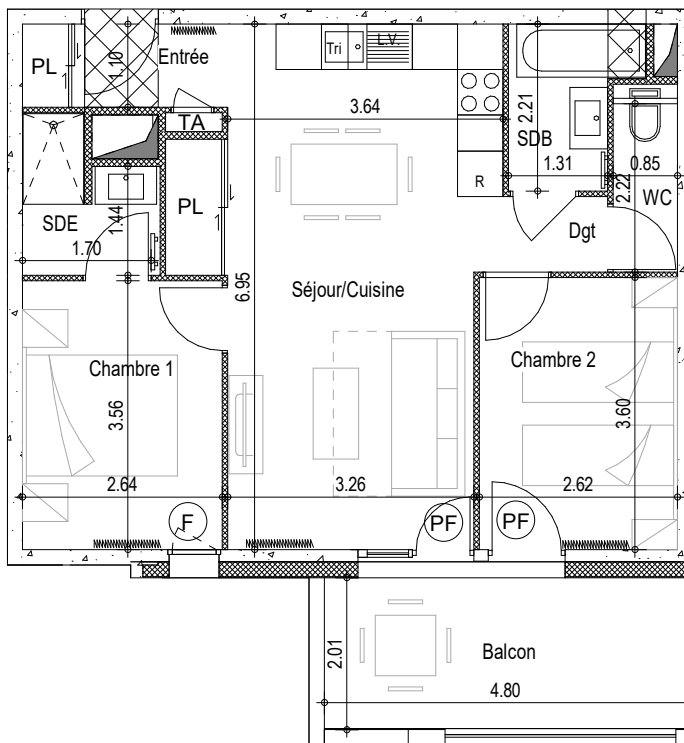 PL
1.10
Entrée
Tri
L.V.
3.64
TA
2.21
SDB
1.31
0.85
2.22
WC
R
PL
SDE
1.44
1.70
Dgt
6.95
Séjour/Cuisine
Chambre 1
Chambre 2
3.56
3.60
2.64
3.26
2.62
F
PF
PF
2.01
Balcon
4.80